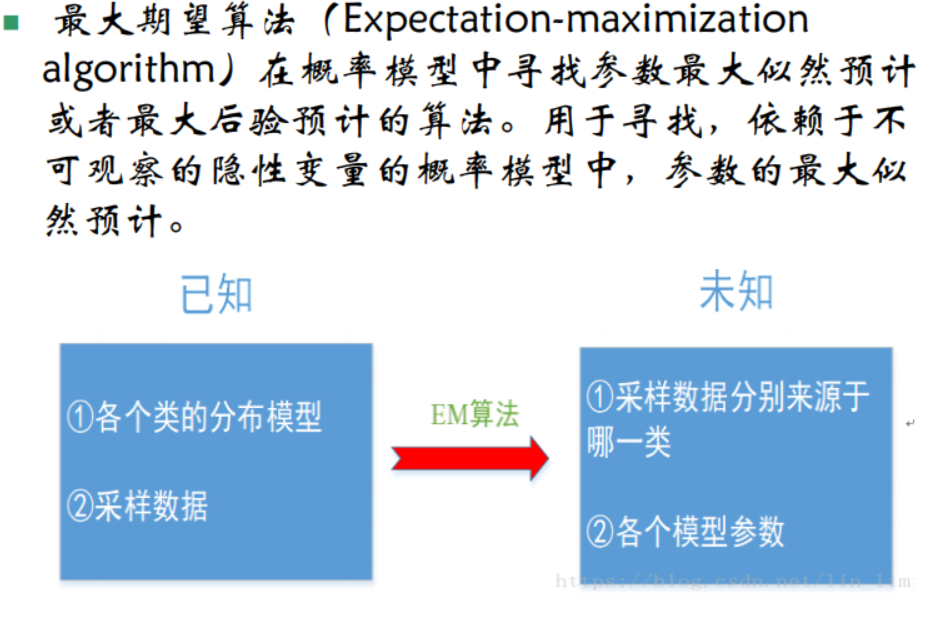 最大期望算法（Expectation-maximization
algorithm）在概率模型中寻找参数最大似然预计
或者最大后验预计的算法。用于寻找，依赖于不
可观察的隐性变量的概率模型中，参数的最大似
然预计。
已知
未知
①各个类的分布模型
②采样数据
EM算法
①采样数据分别来源于
哪一类
②各个模型参数
https://blog.csdn.net/lin_lim